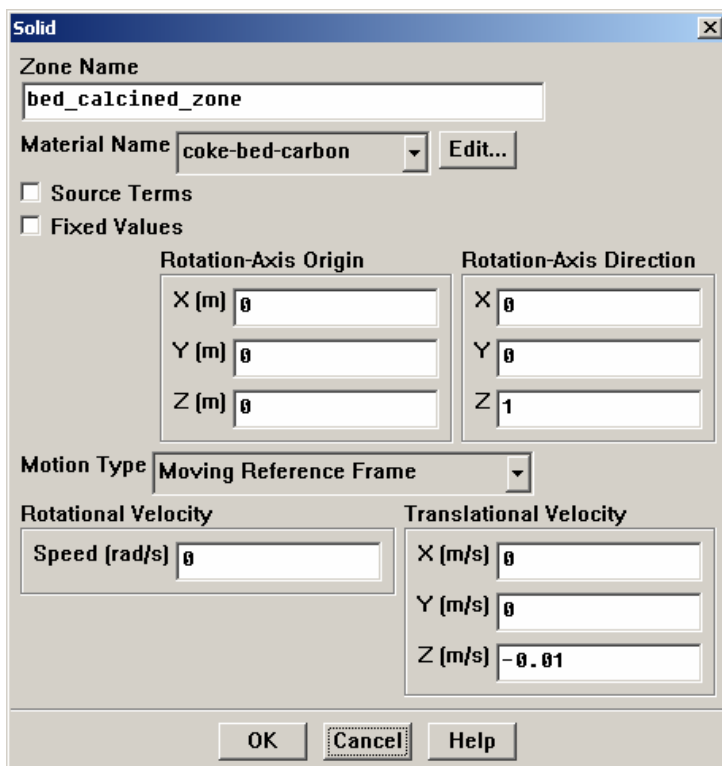 Solid
Zone Name
bed_calcined_zone
Material Name coke-bed-carbon Edit...
Source Terms
Fixed Values
Rotation-Axis Origin Rotation-Axis Direction
X (m) 0 X 0
Y (m) 0 Y 0
Z (m) 0 Z 1
Motion Type Moving Reference Frame
Rotational Velocity Translational Velocity
Speed (rad/s) 0 X (m/s) 0
Y (m/s) 0
Z (m/s) -0.01
OK Cancel Help